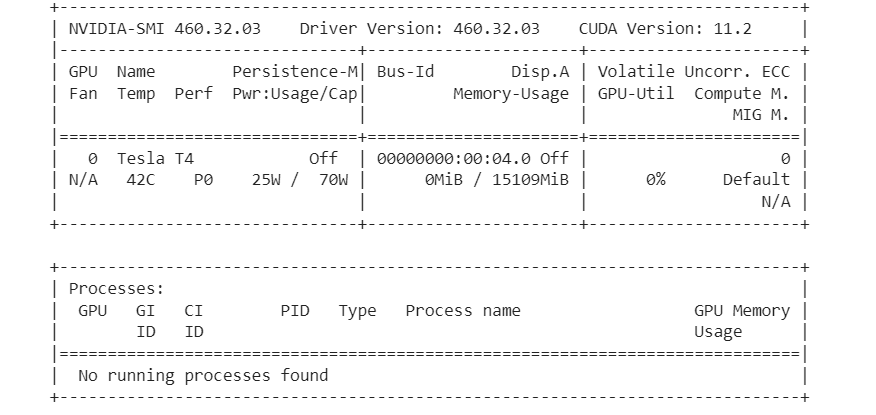 +-----------------------------------------------------------------------------+
| NVIDIA-SMI 460.32.03    Driver Version: 460.32.03    CUDA Version: 11.2     |
|-------------------------------+----------------------+----------------------+
| GPU  Name        Persistence-M| Bus-Id        Disp.A | Volatile Uncorr. ECC |
| Fan  Temp  Perf  Pwr:Usage/Cap|         Memory-Usage | GPU-Util  Compute M. |
|                               |                      |               MIG M. |
|===============================+======================+======================|
|   0  Tesla T4            Off  | 00000000:00:04.0 Off |                    0 |
| N/A   42C    P0    25W /  70W |      0MiB / 15109MiB |      0%      Default |
|                               |                      |                  N/A |
+-------------------------------+----------------------+----------------------+

+-----------------------------------------------------------------------------+
| Processes:                                                                  |
|  GPU   GI   CI        PID   Type   Process name                  GPU Memory |
|        ID   ID                                                   Usage      |
|=============================================================================|
|  No running processes found                                                 |
+-----------------------------------------------------------------------------+